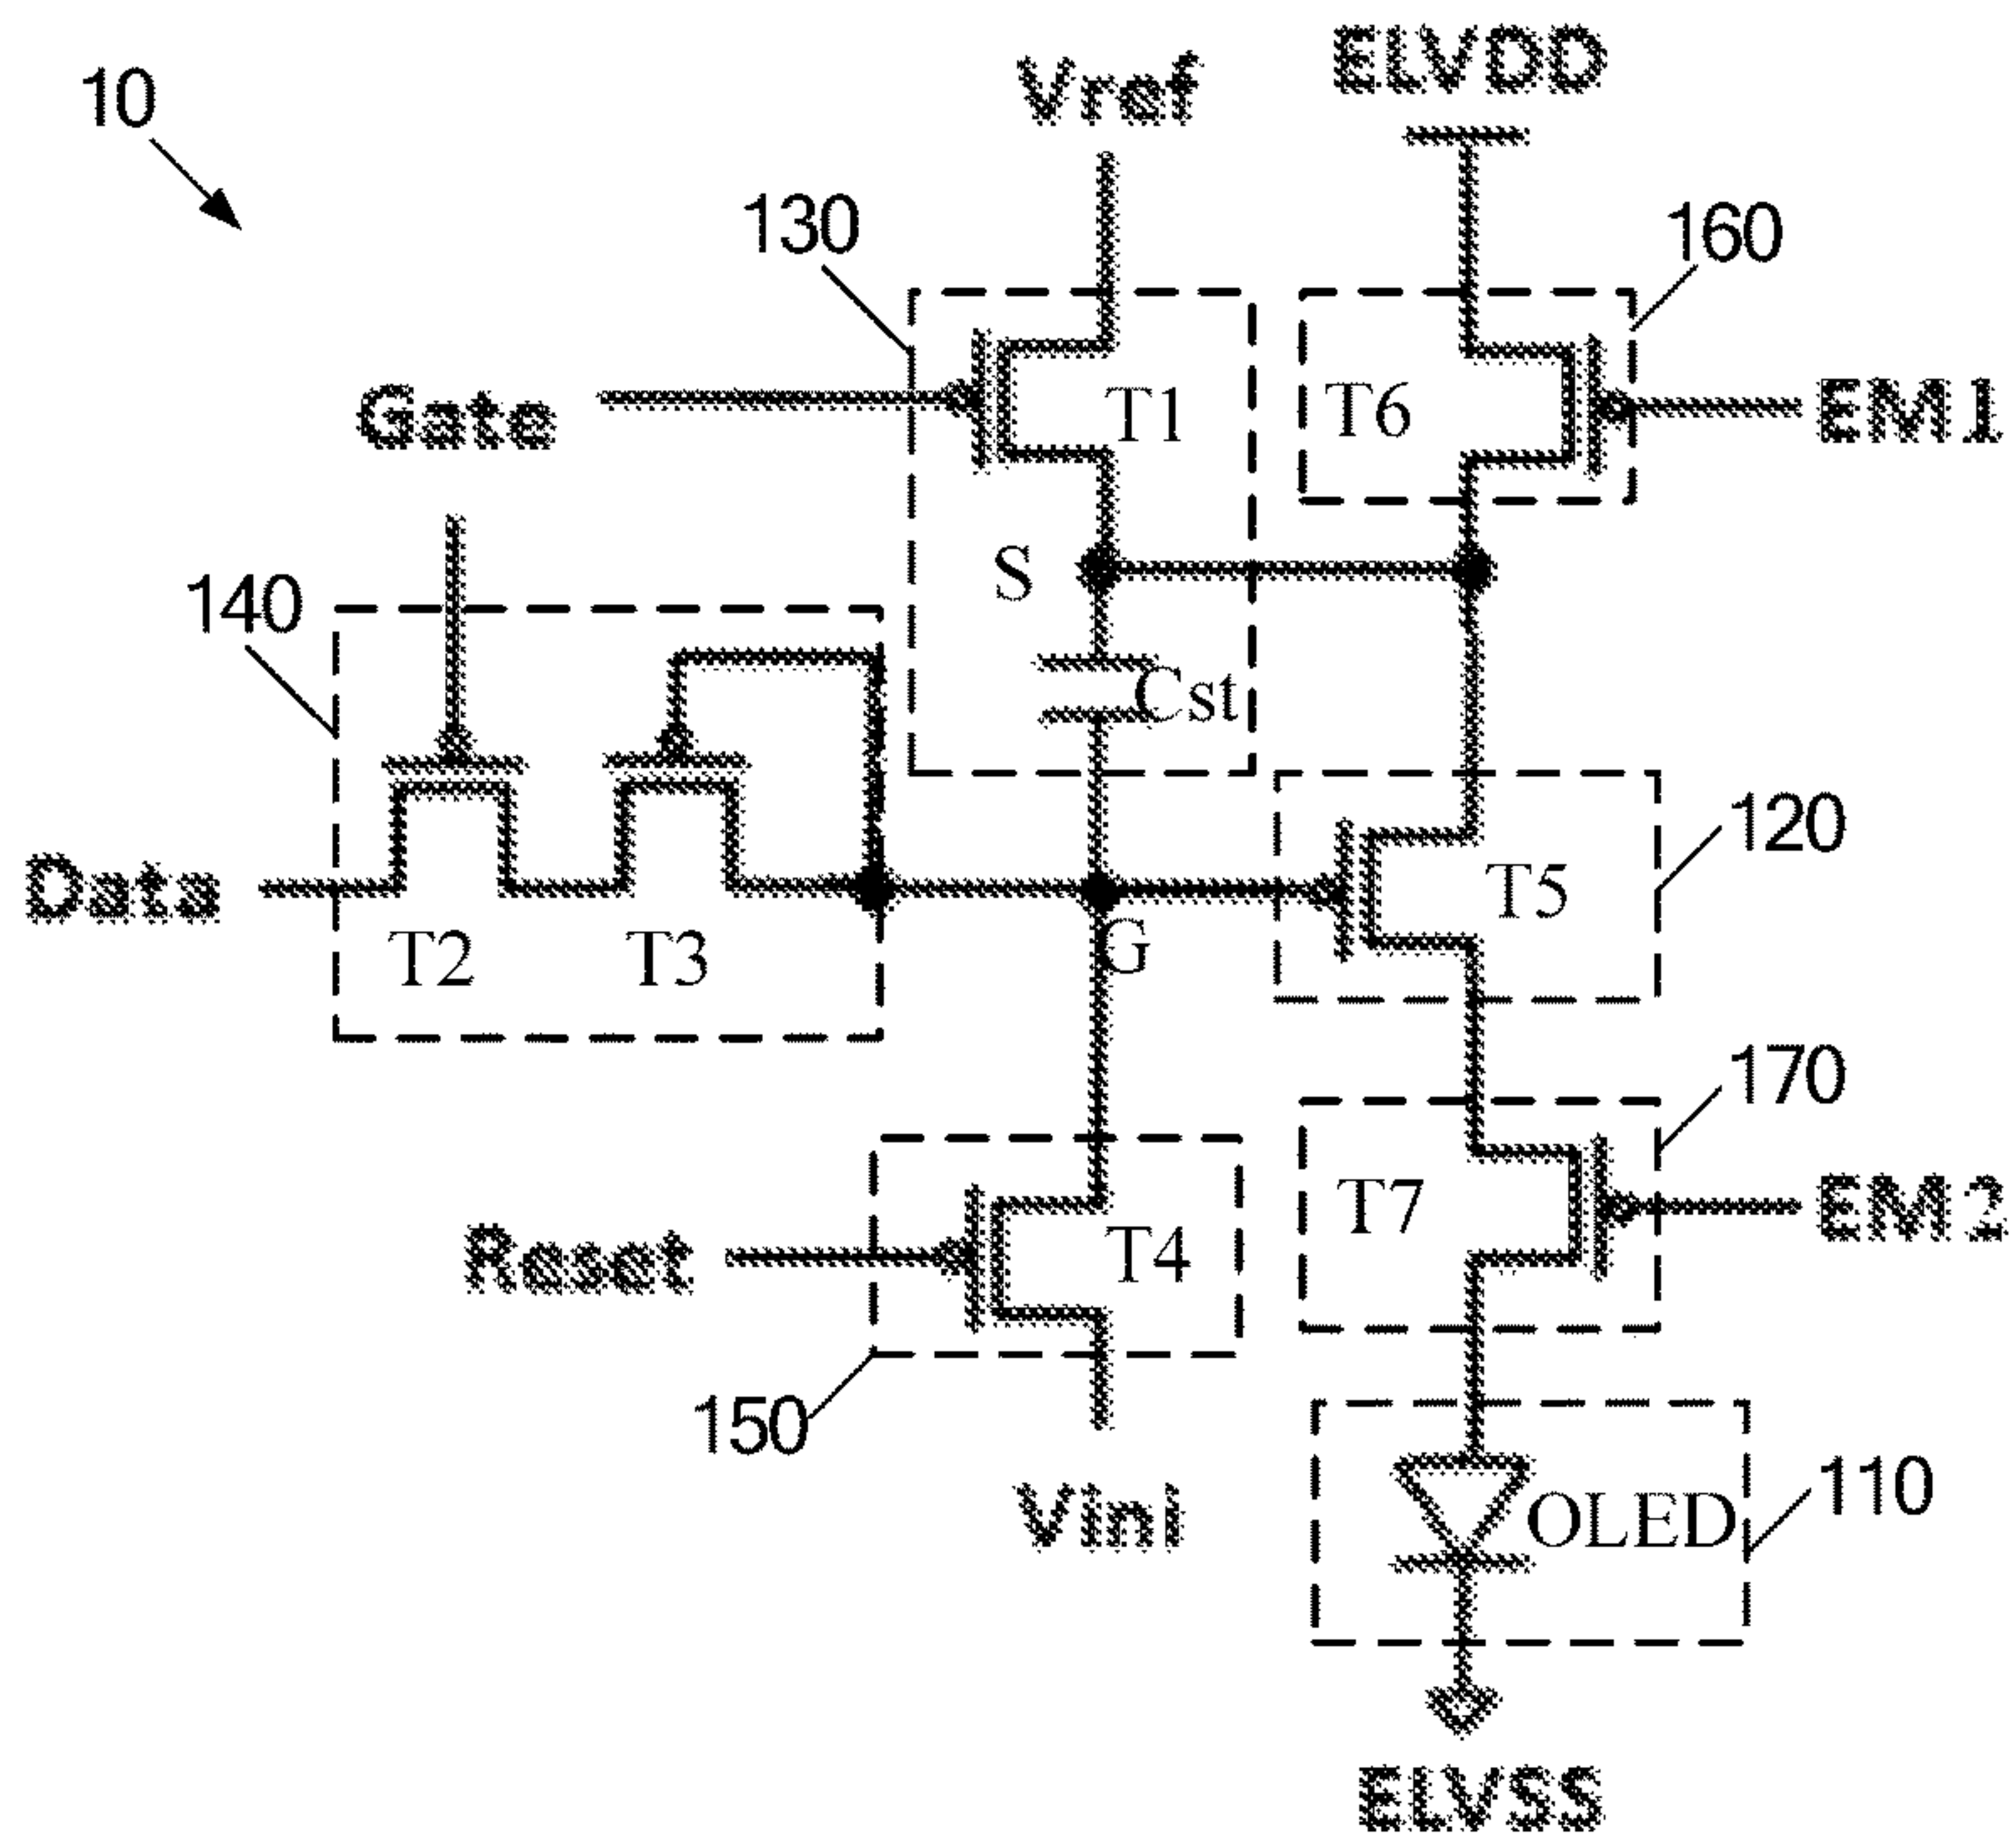 10
Vref
ELVDD
130
160
Gate
T1
T6
EM1
S
140
Cst
120
Data
T2
T3
G
T5
170
Reset
T4
T7
EM2
150
Vini
OLED
110
ELVSS